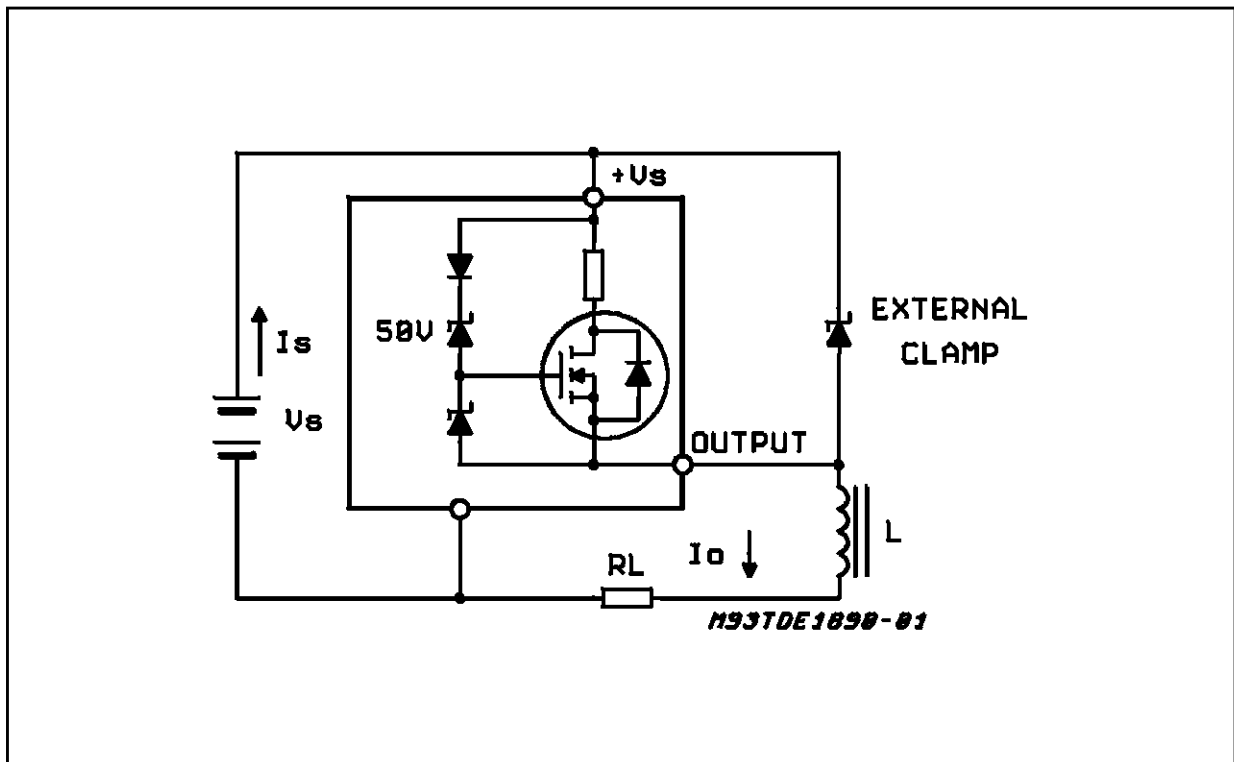 +Vs
50V
EXTERNAL
CLAMP
Is
Vs
OUTPUT
L
Io
RL
M93TDE1890-01